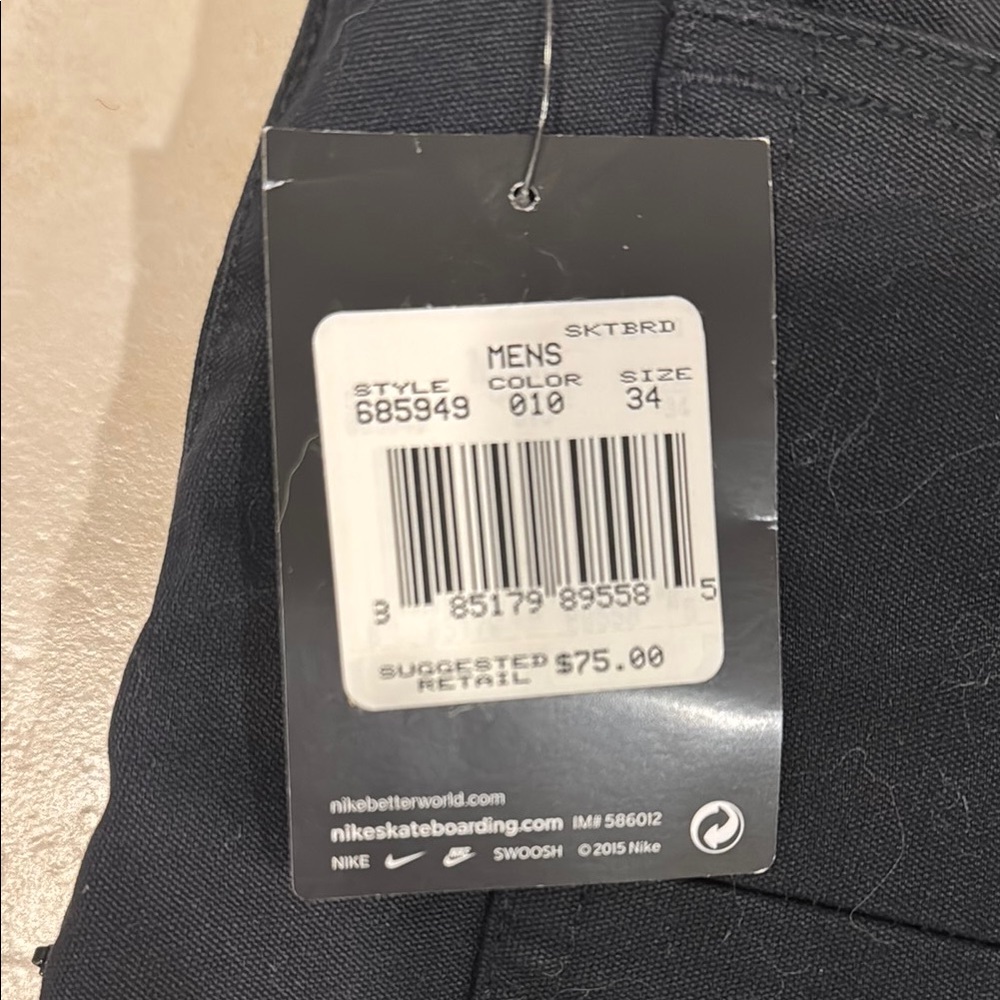 SKTBRD
MENS
STYLE COLOR SIZE
685949 010 34
8 85179 89558 5
SUGGESTED RETAIL $75.00
nikebetterworld.com
nikeskateboarding.com IM# 586012
NIKE SWOOSH © 2015 Nike